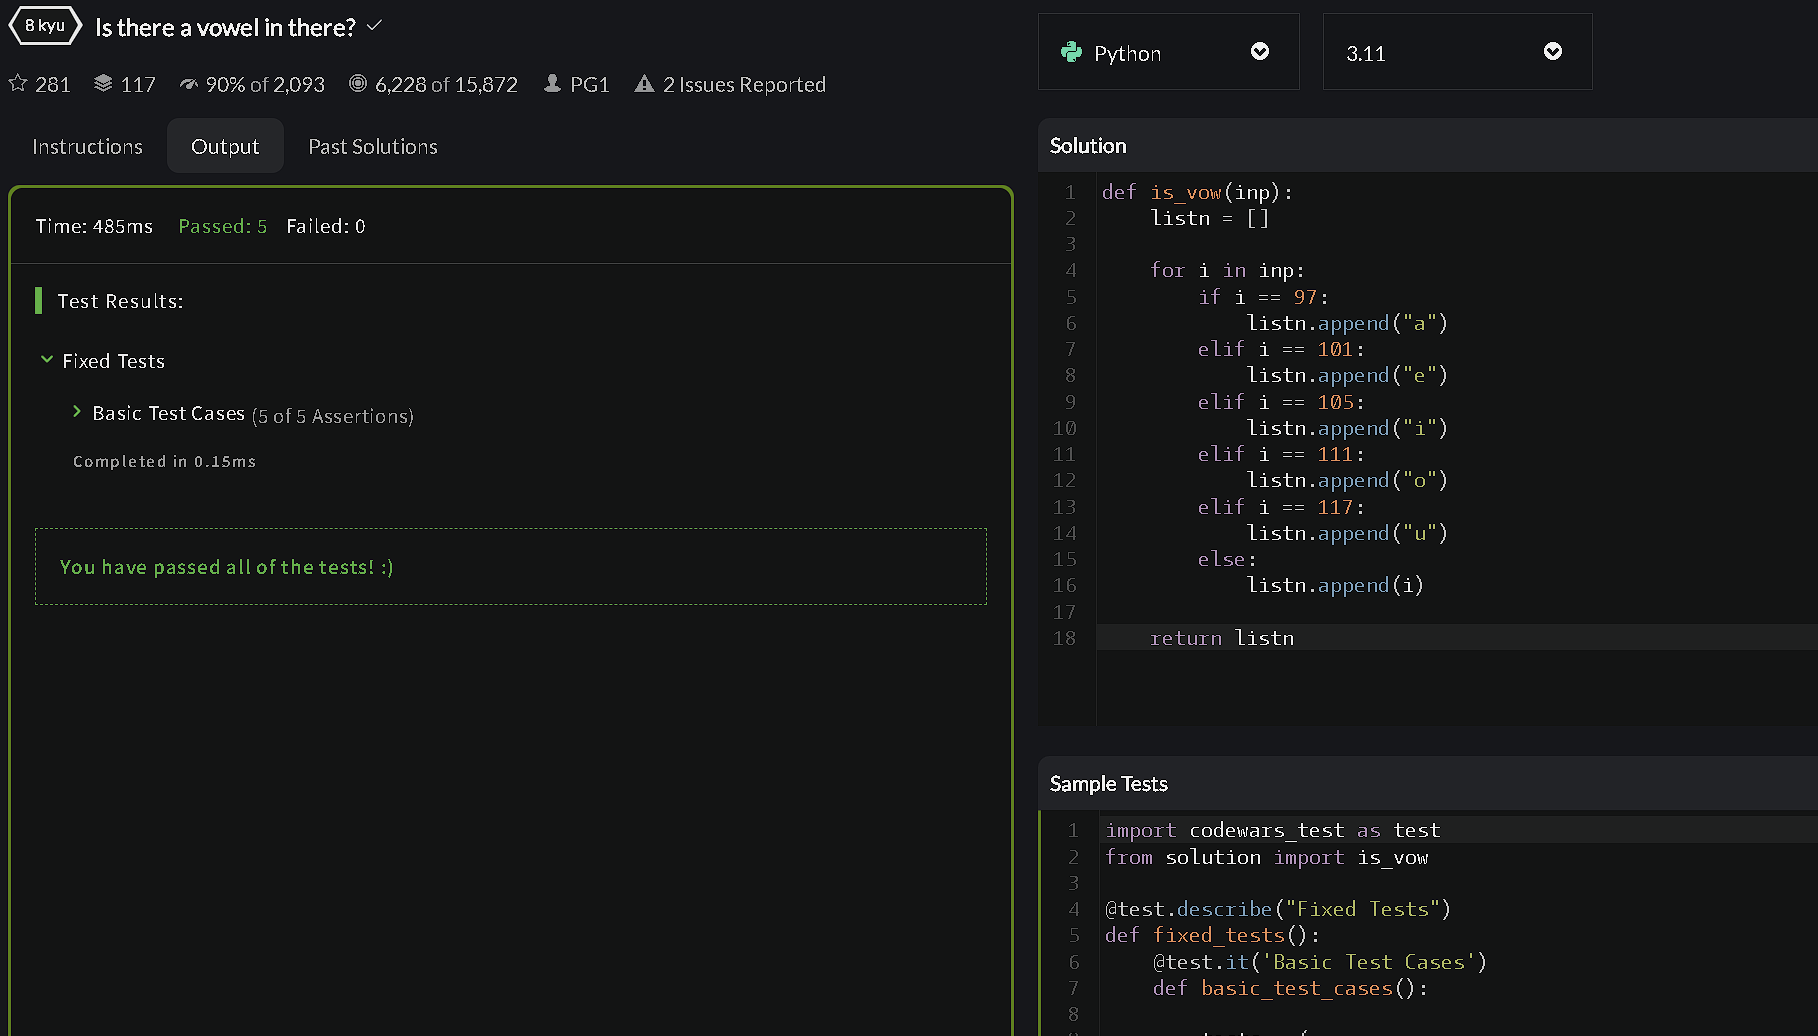 8 kyu Is there a vowel in there?
281 117 90% of 2,093 6,228 of 15,872 PG1 2 Issues Reported
Instructions Output Past Solutions
Time: 485ms Passed: 5 Failed: 0
Test Results:
Fixed Tests
Basic Test Cases (5 of 5 Assertions)
Completed in 0.15ms
You have passed all of the tests! :)
Python 3.11
Solution
1 def is_vow(inp):
2     listn = []
3
4     for i in inp:
5         if i == 97:
6             listn.append("a")
7         elif i == 101:
8             listn.append("e")
9         elif i == 105:
10             listn.append("i")
11         elif i == 111:
12             listn.append("o")
13         elif i == 117:
14             listn.append("u")
15         else:
16             listn.append(i)
17
18     return listn
Sample Tests
1 import codewars_test as test
2 from solution import is_vow
3
4 @test.describe("Fixed Tests")
5 def fixed_tests():
6     @test.it('Basic Test Cases')
7     def basic_test_cases():
8